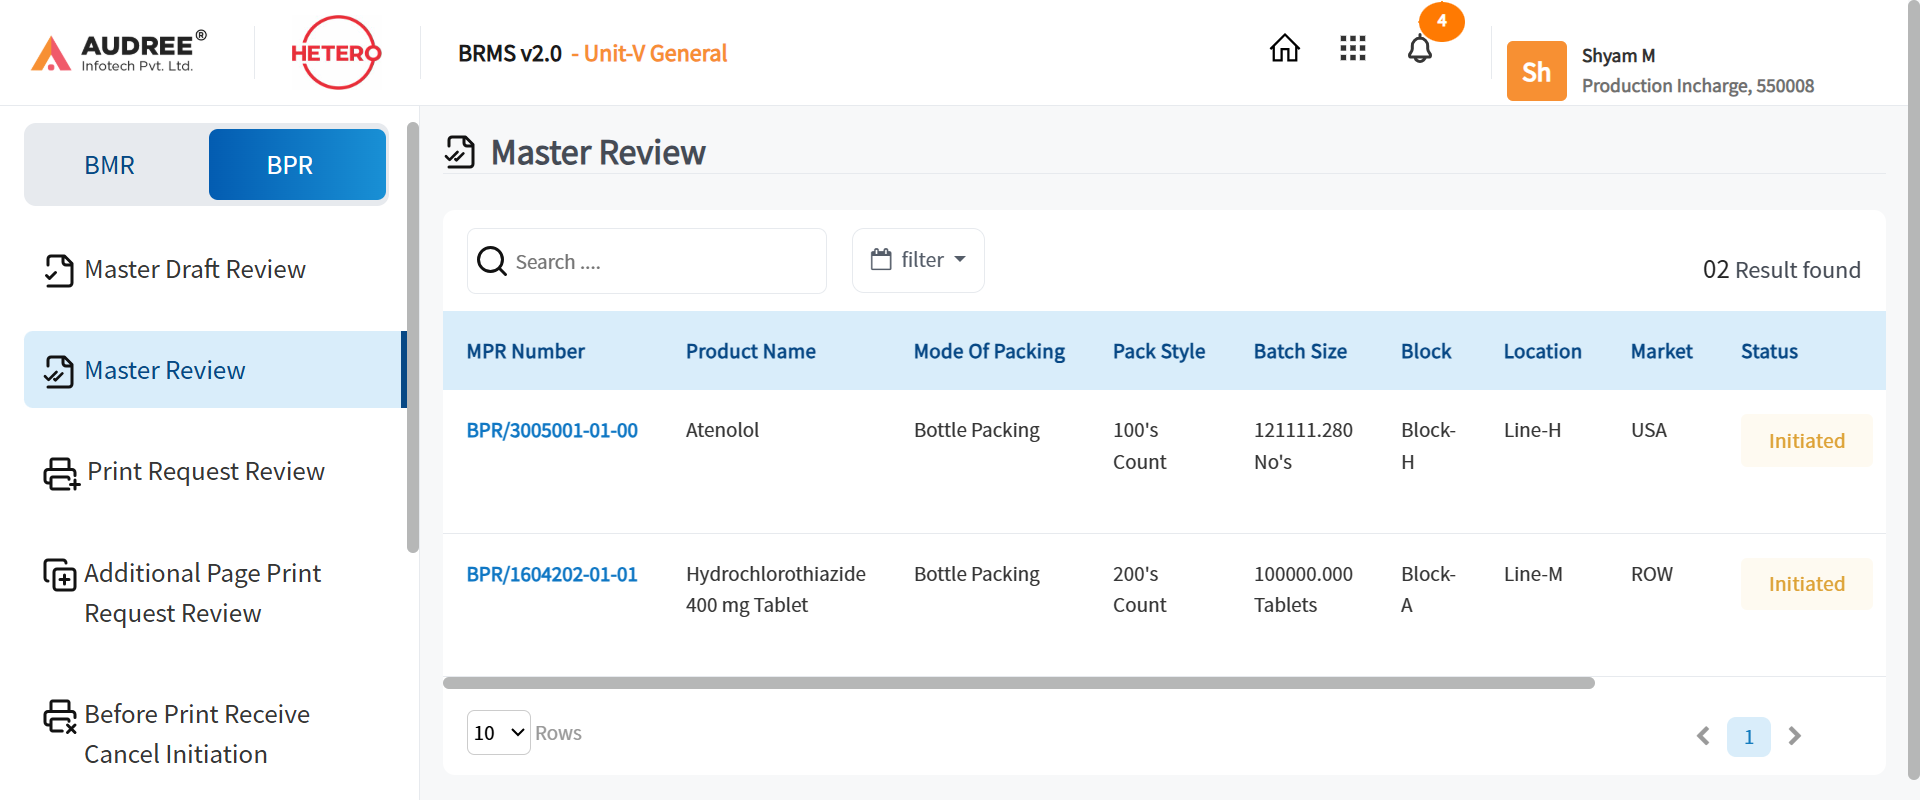 AUDREE®
Infotech Pvt. Ltd.
HETERO
BRMS v2.0 - Unit-V General
4
Sh
Shyam M
Production Incharge, 550008
BMR
BPR
Master Draft Review
Master Review
Print Request Review
Additional Page Print
Request Review
Before Print Receive
Cancel Initiation
Master Review
Search ....
filter
02 Result found
MPR Number Product Name Mode Of Packing Pack Style Batch Size Block Location Market Status
BPR/3005001-01-00 Atenolol Bottle Packing 100's 121111.280 Block- Line-H USA Initiated
Count No's H
BPR/1604202-01-01 Hydrochlorothiazide Bottle Packing 200's 100000.000 Block- Line-M ROW Initiated
400 mg Tablet Count Tablets A
10 Rows
1